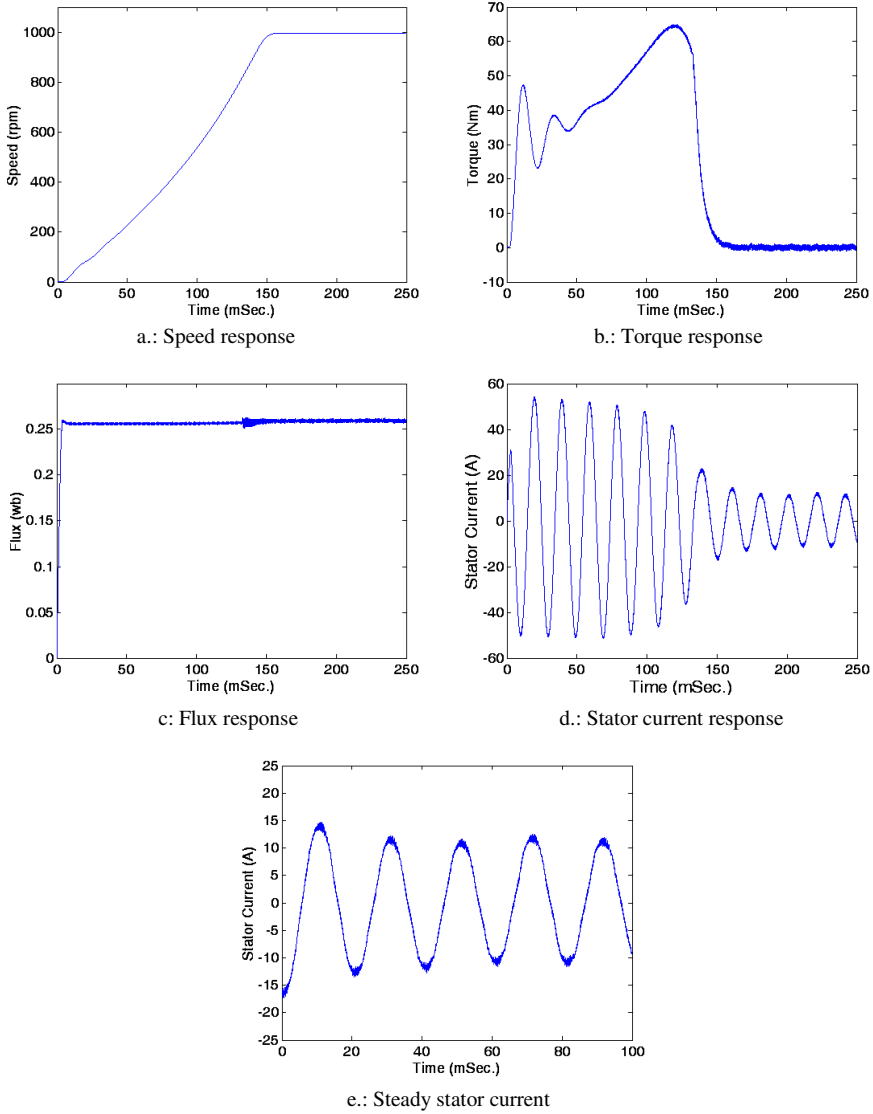 1000
800
600
400
200
0
Speed (rpm)
0 50 100 150 200 250
Time (mSec.)
a.: Speed response
70
60
50
40
30
20
10
0
-10
Torque (Nm)
0 50 100 150 200 250
Time (mSec.)
b.: Torque response
0.25
0.2
0.15
0.1
0.05
0
Flux (wb)
0 50 100 150 200 250
Time (mSec.)
c: Flux response
60
40
20
0
-20
-40
-60
Stator Current (A)
0 50 100 150 200 250
Time (mSec.)
d.: Stator current response
25
20
15
10
5
0
-5
-10
-15
-20
-25
Stator Current (A)
0 20 40 60 80 100
Time (mSec.)
e.: Steady stator current